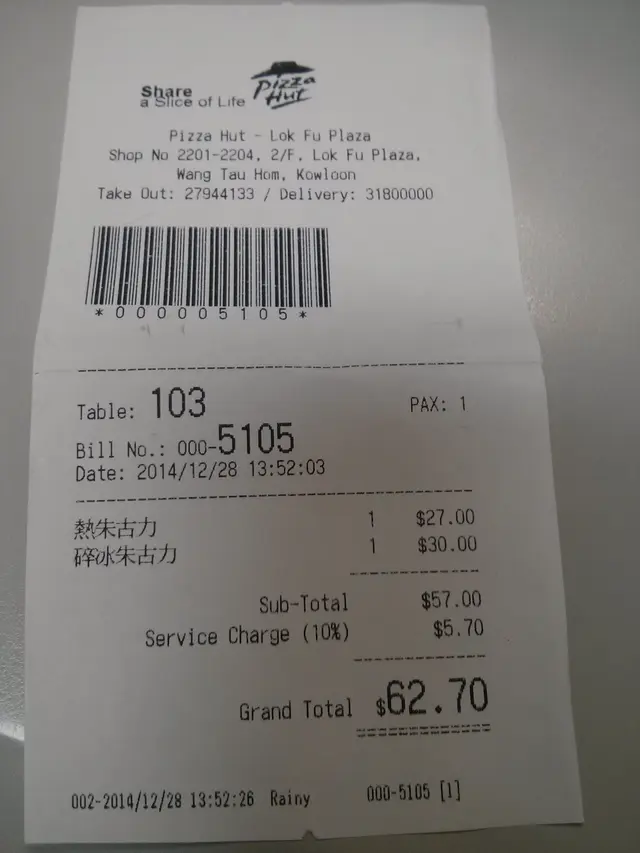 Share
a Slice of Life
Pizza
Hut
Pizza Hut - Lok Fu Plaza
Shop No 2201-2204, 2/F, Lok Fu Plaza,
Wang Tau Hom, Kowloon
Take Out: 27944133 / Delivery: 31800000
*000005105*
Table: 103 PAX: 1
Bill No.: 000-5105
Date: 2014/12/28 13:52:03
熱朱古力 1 $27.00
碎冰朱古力 1 $30.00
Sub-Total $57.00
Service Charge (10%) $5.70
Grand Total $62.70
002-2014/12/28 13:52:26 Rainy 000-5105 [1]